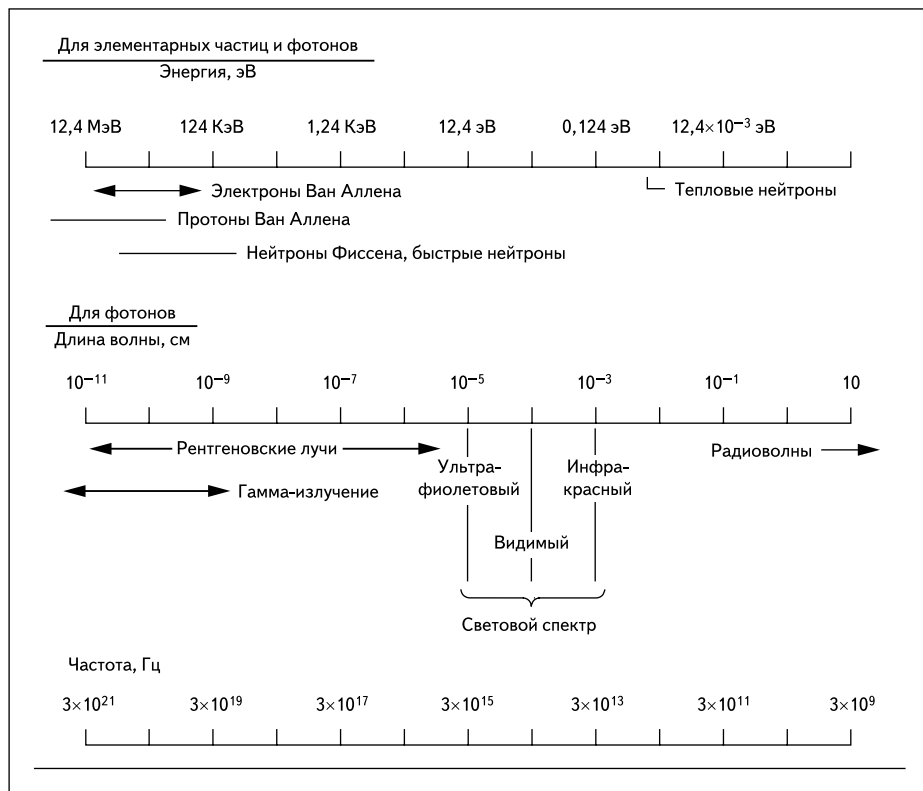 Для элементарных частиц и фотонов
Энергия, эВ
12,4 МэВ 124 КэВ 1,24 КэВ 12,4 эВ 0,124 эВ 12,4×10⁻³ эВ
Электроны Ван Аллена
Тепловые нейтроны
Протоны Ван Аллена
Нейтроны Фиссена, быстрые нейтроны
Для фотонов
Длина волны, см
10⁻¹¹ 10⁻⁹ 10⁻⁷ 10⁻⁵ 10⁻³ 10⁻¹ 10
Рентгеновские лучи
Ультра-
фиолетовый
Инфра-
красный
Радиоволны
Гамма-излучение
Видимый
Световой спектр
Частота, Гц
3×10²¹ 3×10¹⁹ 3×10¹⁷ 3×10¹⁵ 3×10¹³ 3×10¹¹ 3×10⁹